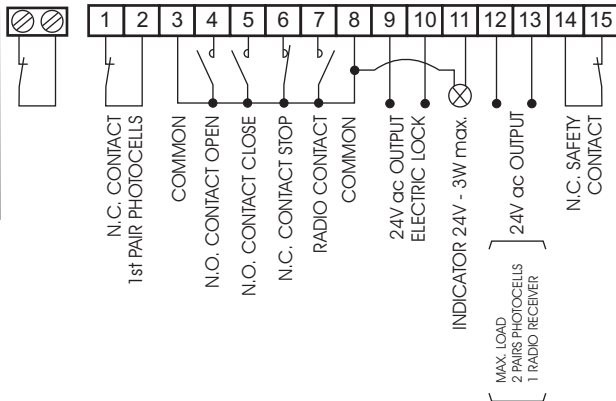 1 2 3 4 5 6 7 8 9 10 11 12 13 14 15
N.C. CONTACT
1st PAIR PHOTOCELLS
COMMON
N.O. CONTACT OPEN
N.O. CONTACT CLOSE
N.C. CONTACT STOP
RADIO CONTACT
COMMON
24V ac OUTPUT
ELECTRIC LOCK
INDICATOR 24V - 3W max.
24V ac OUTPUT
MAX. LOAD
2 PAIRS PHOTOCELLS
1 RADIO RECEIVER
N.C. SAFETY
CONTACT